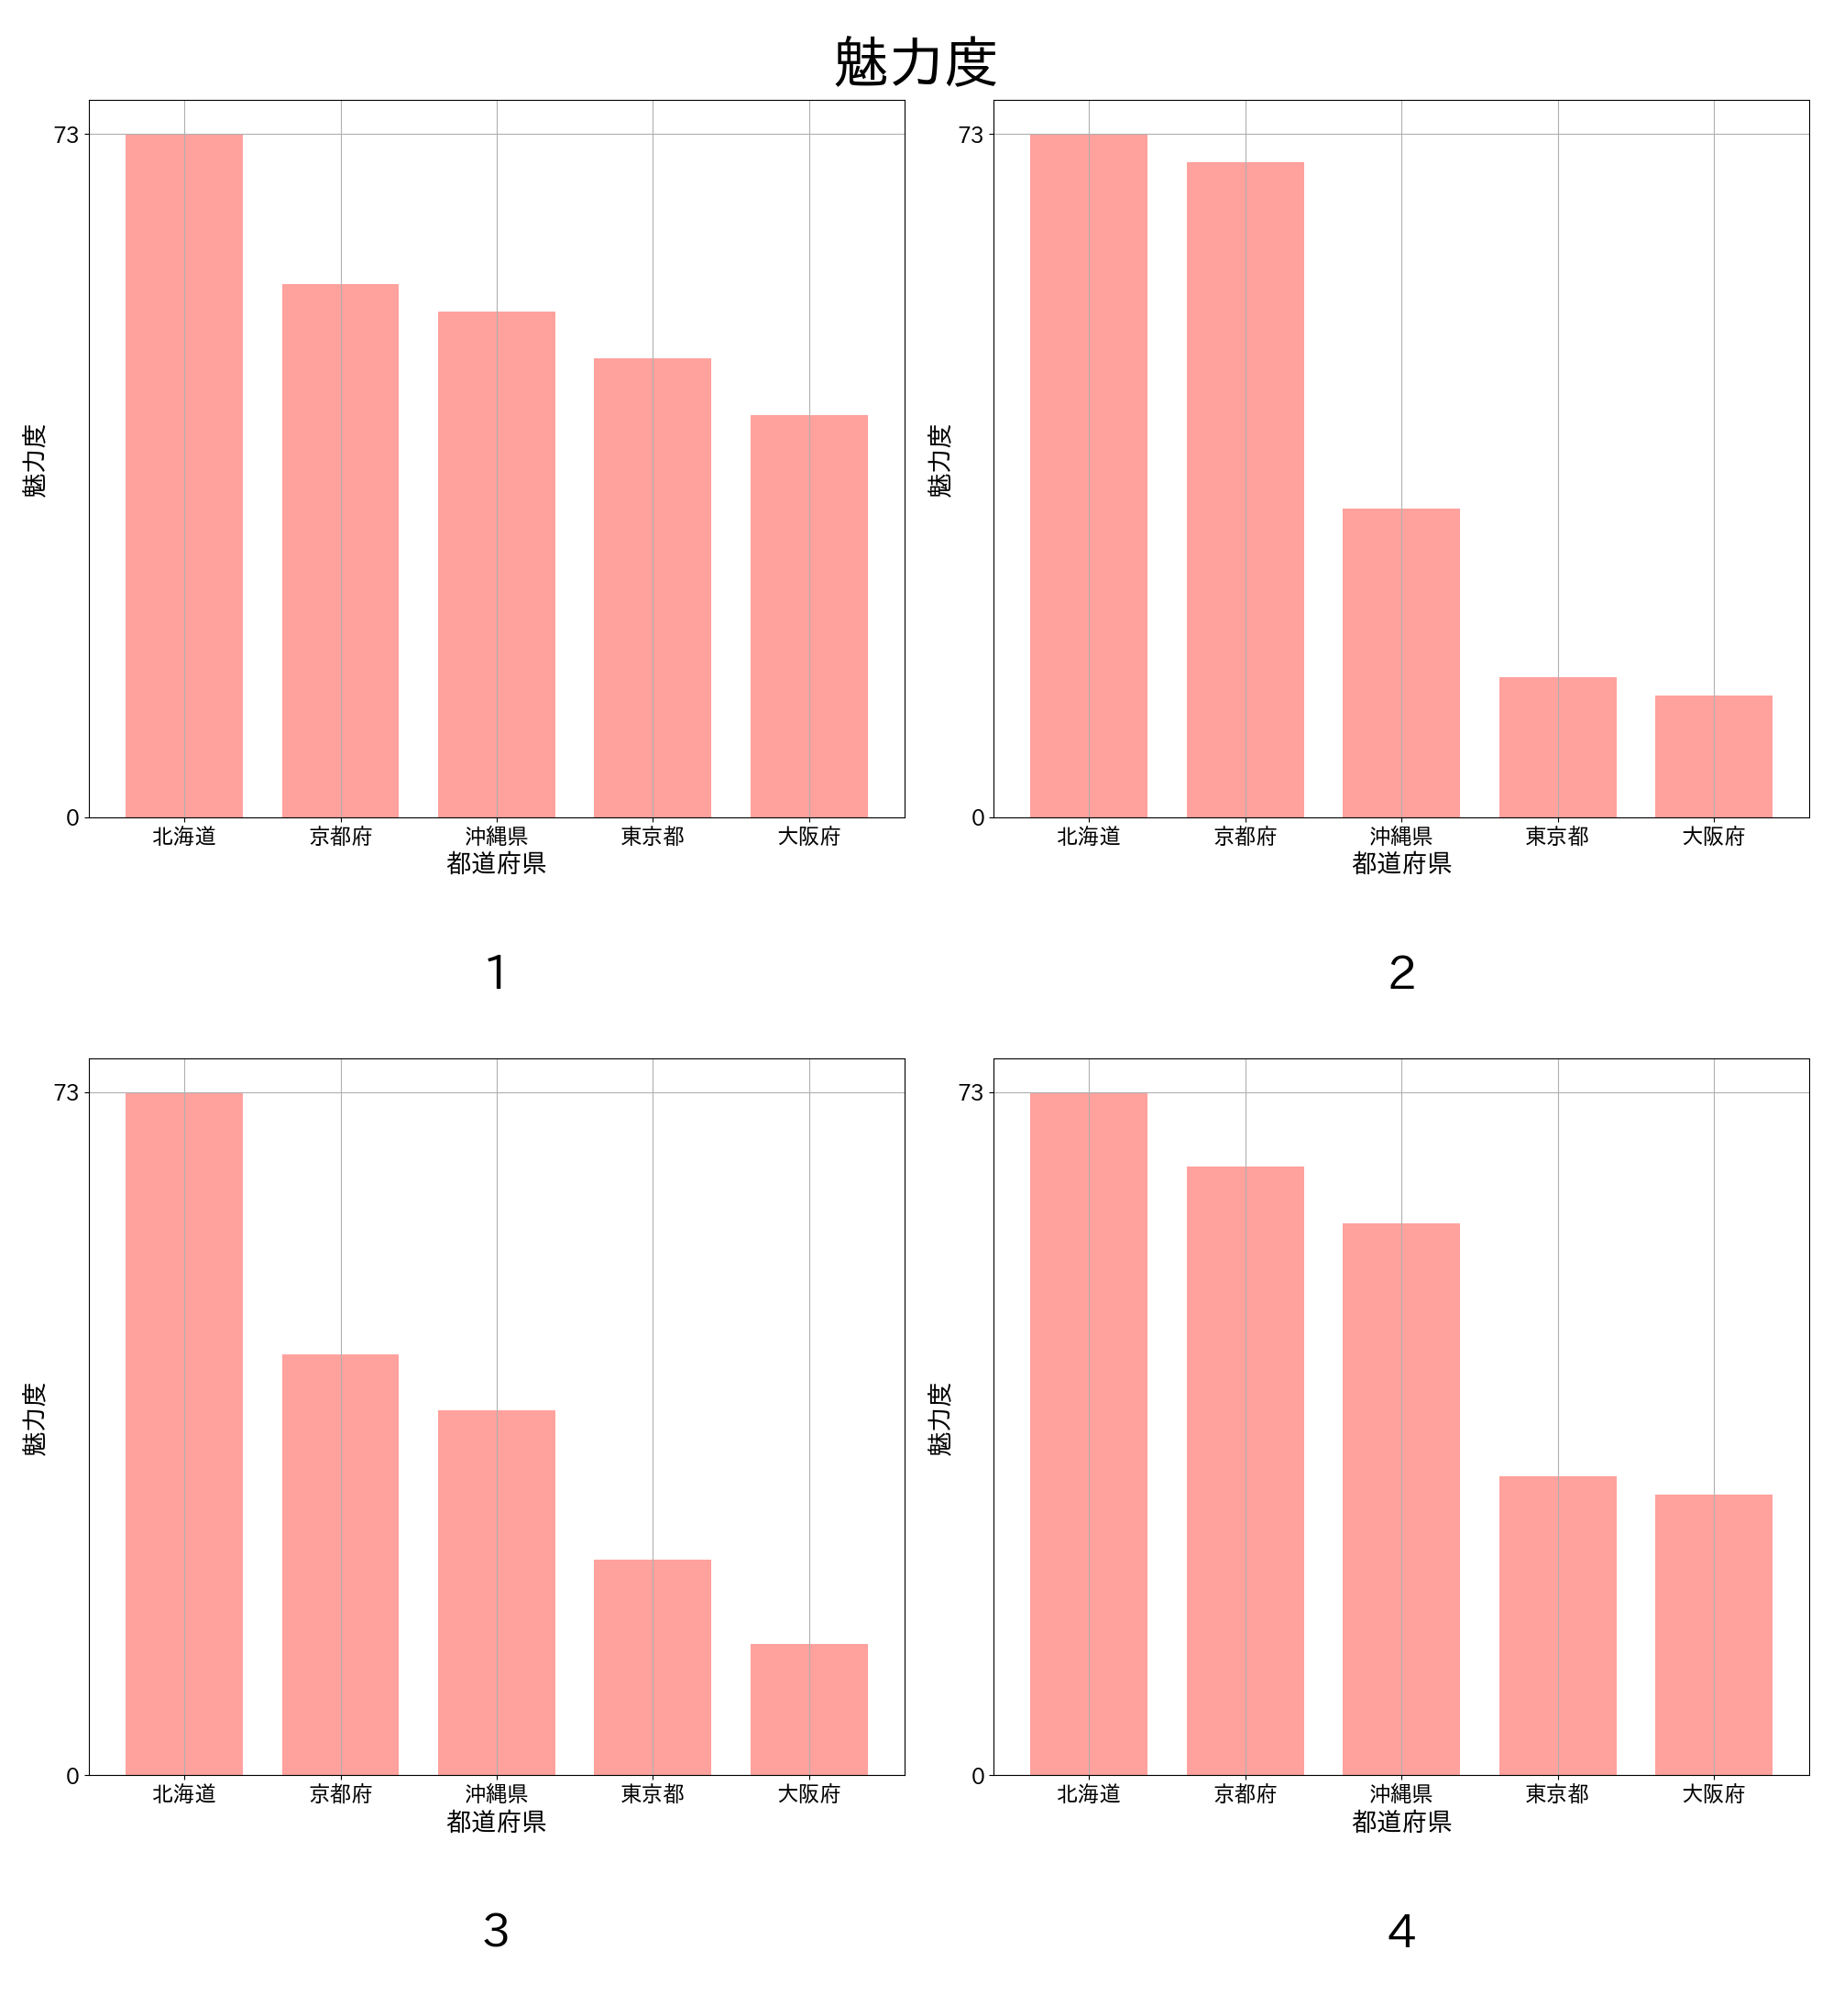 魅力度
73
0
魅力度
北海道 京都府 沖縄県 東京都 大阪府
都道府県
1
73
0
魅力度
北海道 京都府 沖縄県 東京都 大阪府
都道府県
2
73
0
魅力度
北海道 京都府 沖縄県 東京都 大阪府
都道府県
3
73
0
魅力度
北海道 京都府 沖縄県 東京都 大阪府
都道府県
4